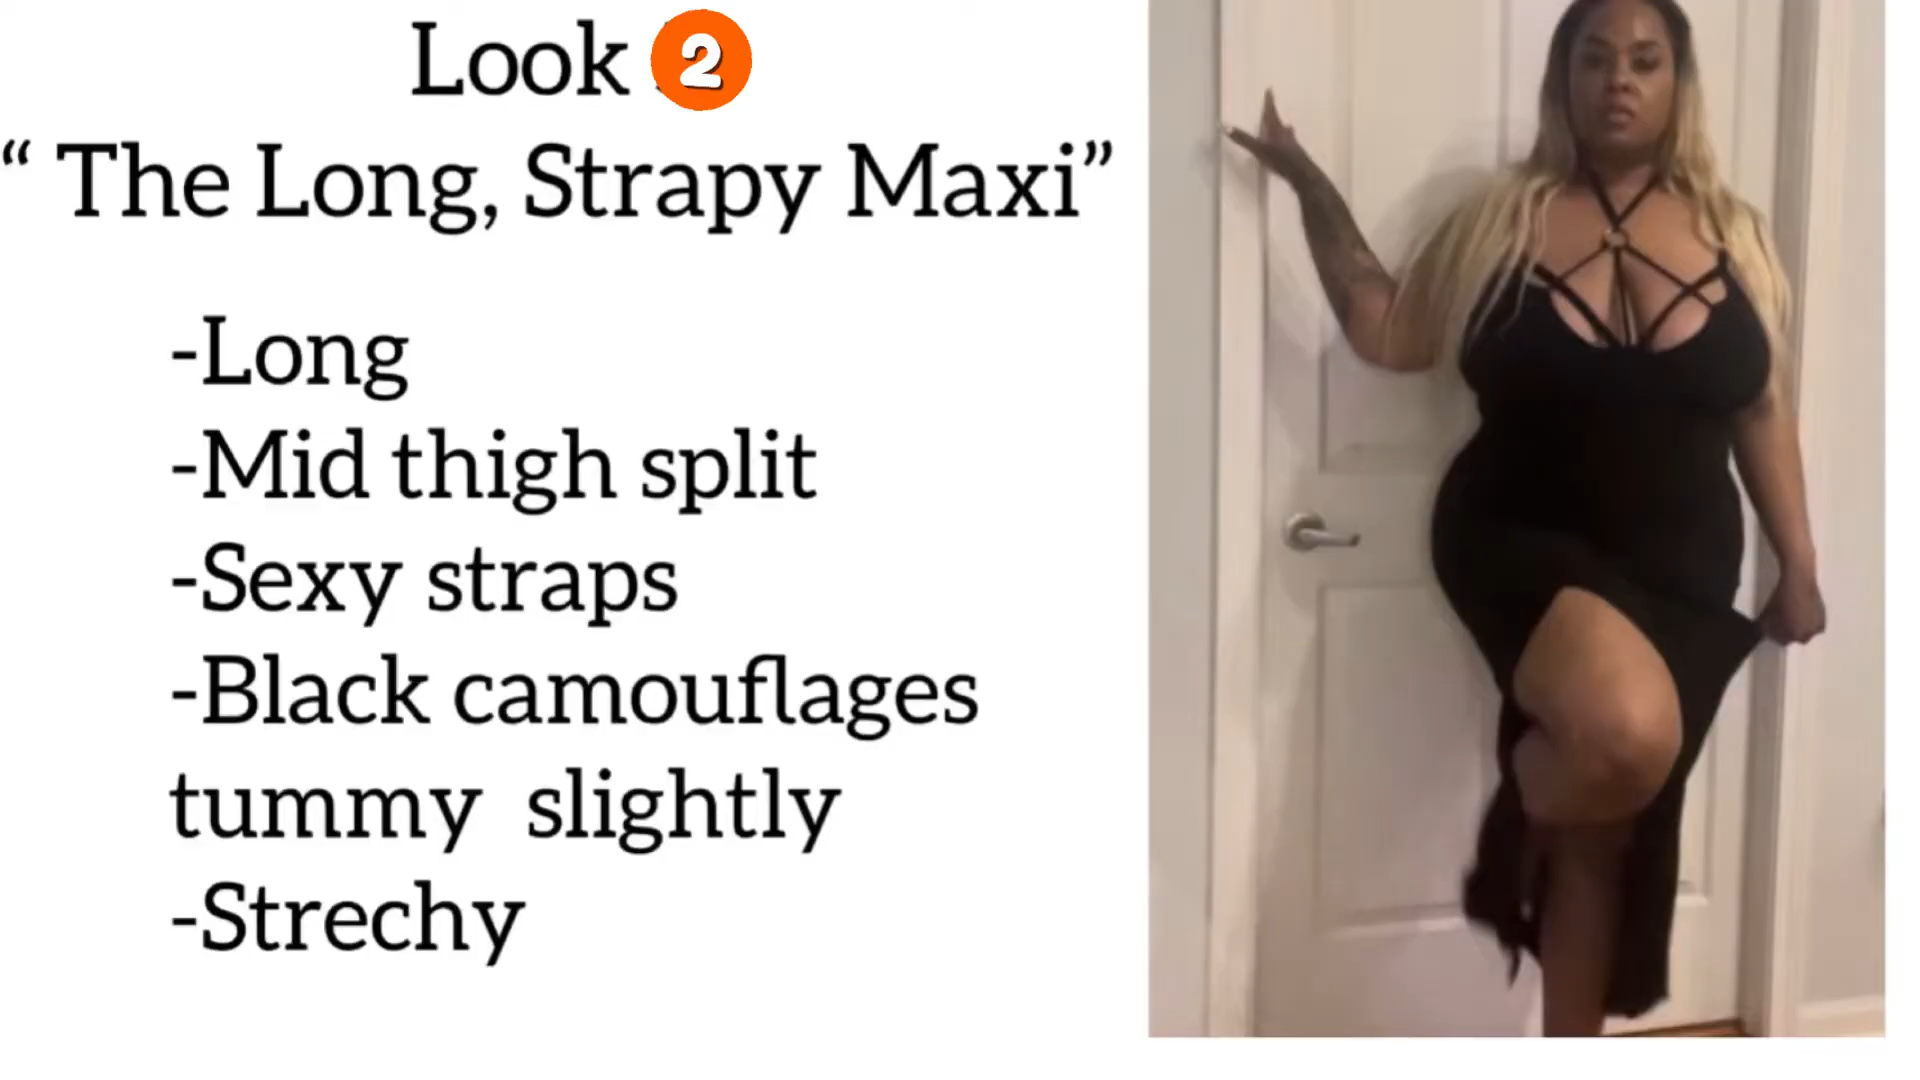 Look 2
“ The Long, Strapy Maxi”
-Long
-Mid thigh split
-Sexy straps
-Black camouflages
tummy slightly
-Strechy